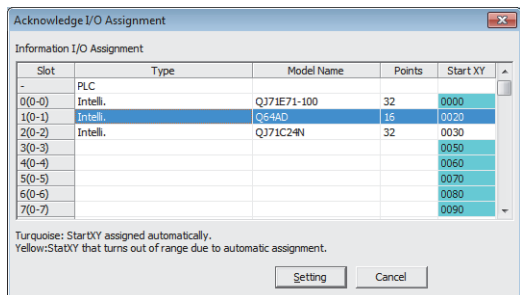 Acknowledge I/O Assignment
Information I/O Assignment
Slot Type Model Name Points Start XY
- PLC
0(0-0) Intelli. QJ71E71-100 32 0000
1(0-1) Intelli. Q64AD 16 0020
2(0-2) Intelli. QJ71C24N 32 0030
3(0-3) 0050
4(0-4) 0060
5(0-5) 0070
6(0-6) 0080
7(0-7) 0090
Turquoise: StartXY assigned automatically.
Yellow:StatXY that turns out of range due to automatic assignment.
Setting Cancel